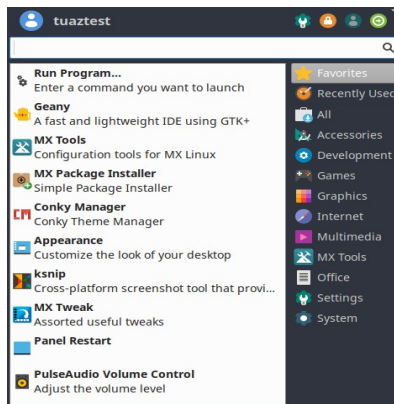 tuaztest
Run Program...
Enter a command you want to launch
Geany
A fast and lightweight IDE using GTK+
MX Tools
Configuration tools for MX Linux
MX Package Installer
Simple Package Installer
Conky Manager
Conky Theme Manager
Appearance
Customize the look of your desktop
ksnip
Cross-platform screenshot tool that provi...
MX Tweak
Assorted useful tweaks
Panel Restart
PulseAudio Volume Control
Adjust the volume level
Favorites
Recently Used
All
Accessories
Development
Games
Graphics
Internet
Multimedia
MX Tools
Office
Settings
System